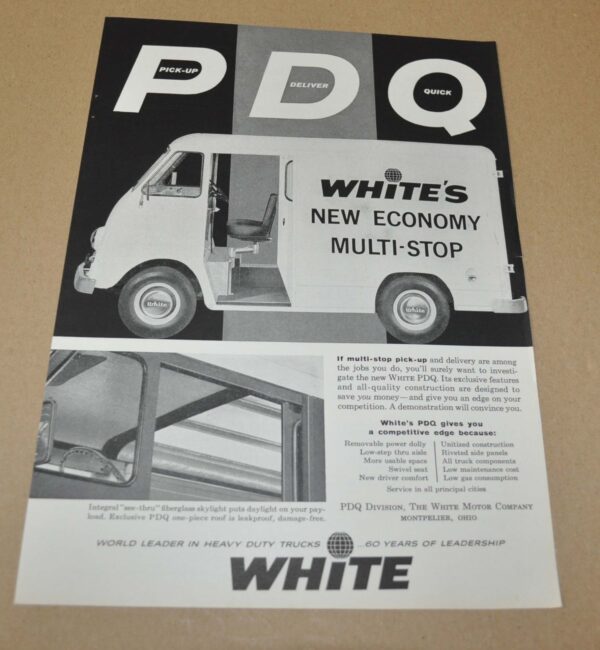 PDQ
PICK-UP DELIVER QUICK
WHITE'S
NEW ECONOMY
MULTI-STOP
White White
If multi-stop pick-up and delivery are among
the jobs you do, you'll surely want to investi-
gate the new WHITE PDQ. Its exclusive features
and all-quality construction are designed to
save you money—and give you an edge on your
competition. A demonstration will convince you.
White's PDQ gives you
a competitive edge because:
Removable power dolly
Low-step thru aisle
More usable space
Swivel seat
New driver comfort
Unitized construction
Riveted side panels
All truck components
Low maintenance cost
Low gas consumption
Service in all principal cities
Integral "see-thru" fiberglass skylight puts daylight on your pay-
load. Exclusive PDQ one-piece roof is leakproof, damage-free.
PDQ DIVISION, THE WHITE MOTOR COMPANY
MONTPELIER, OHIO
WORLD LEADER IN HEAVY DUTY TRUCKS ...60 YEARS OF LEADERSHIP
WHITE